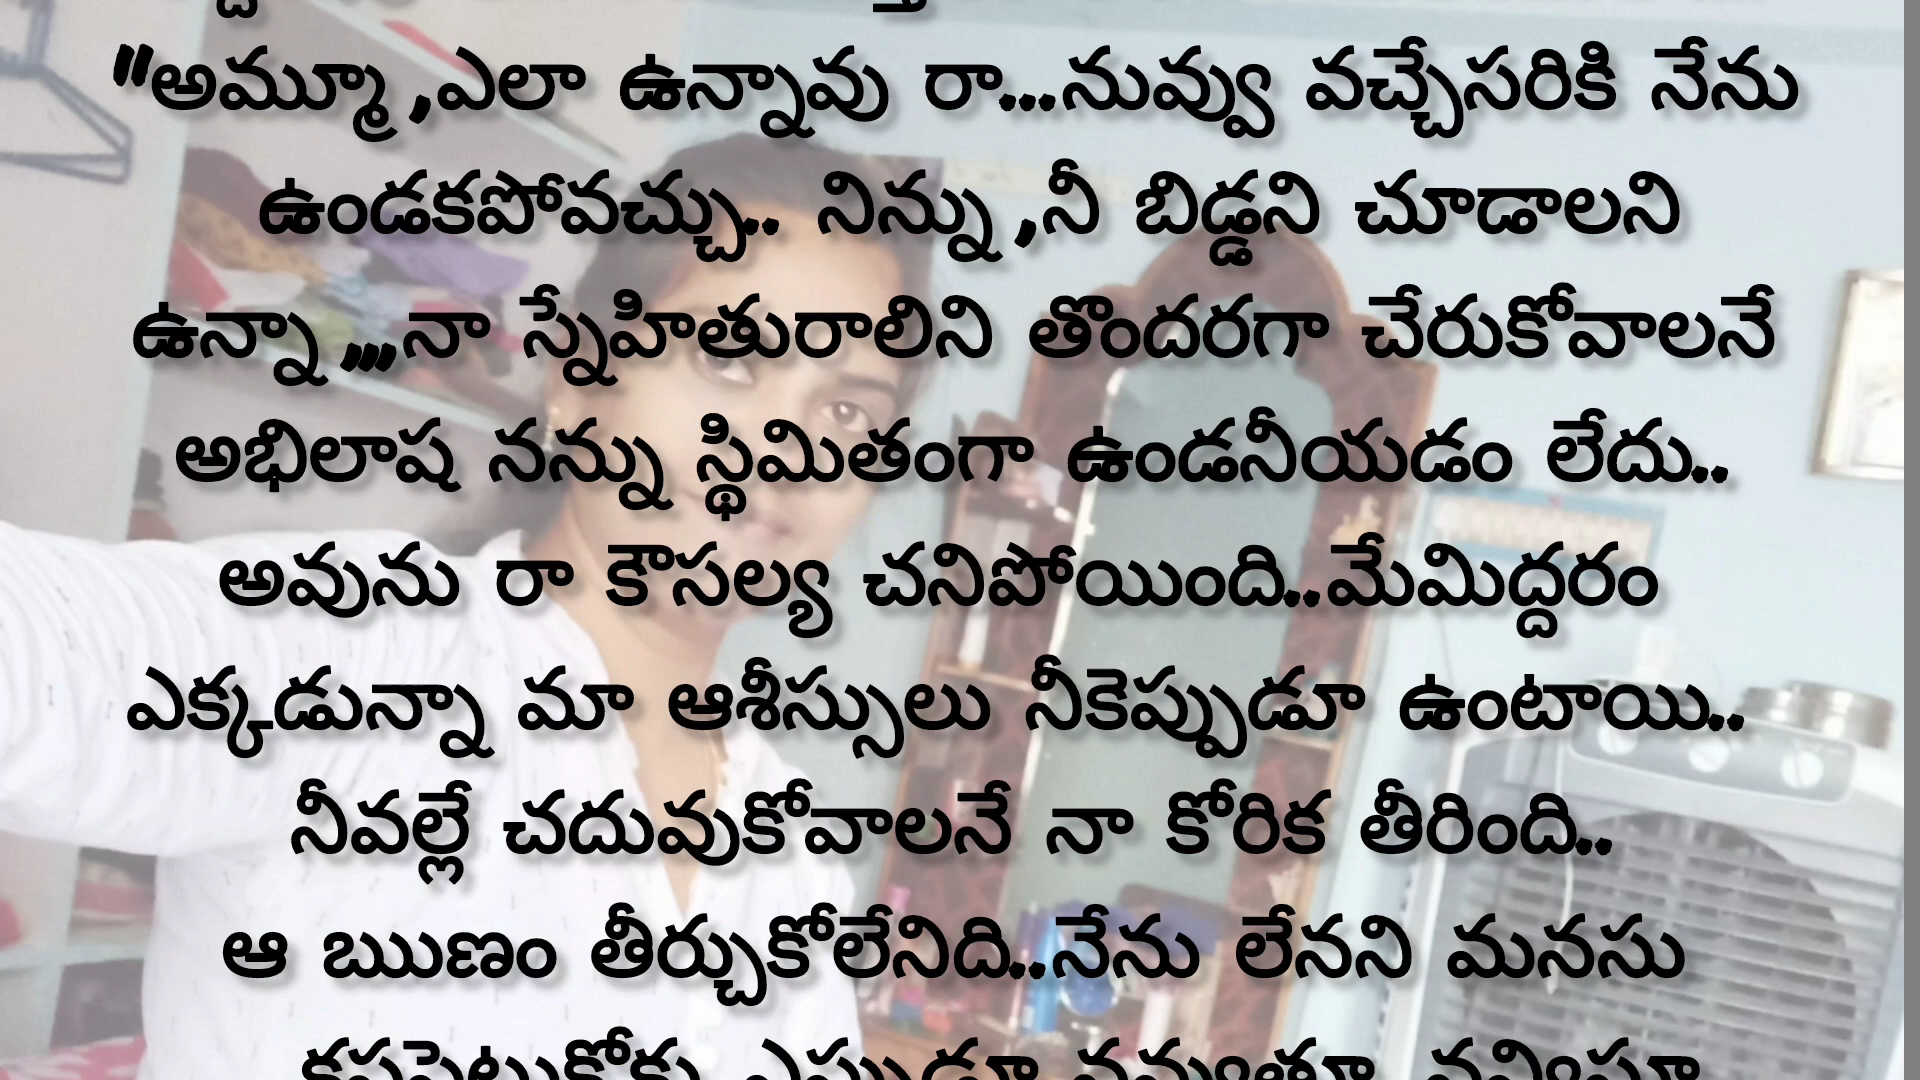 "అమ్మూ ,ఎలా ఉన్నావు రా...నువ్వు వచ్చేసరికి నేను
ఉండకపోవచ్చు.. నిన్ను ,నీ బిడ్డని చూడాలని
ఉన్నా ,,,నా స్నేహితురాలిని తొందరగా చేరుకోవాలనే
అభిలాష నన్ను స్థిమితంగా ఉండనీయడం లేదు..
అవును రా కౌసల్య చనిపోయింది..మేమిద్దరం
ఎక్కడున్నా మా ఆశీస్సులు నీకెప్పుడూ ఉంటాయి..
నీవల్లే చదువుకోవాలనే నా కోరిక తీరింది..
ఆ ఋణం తీర్చుకోలేనిది..నేను లేనని మనసు